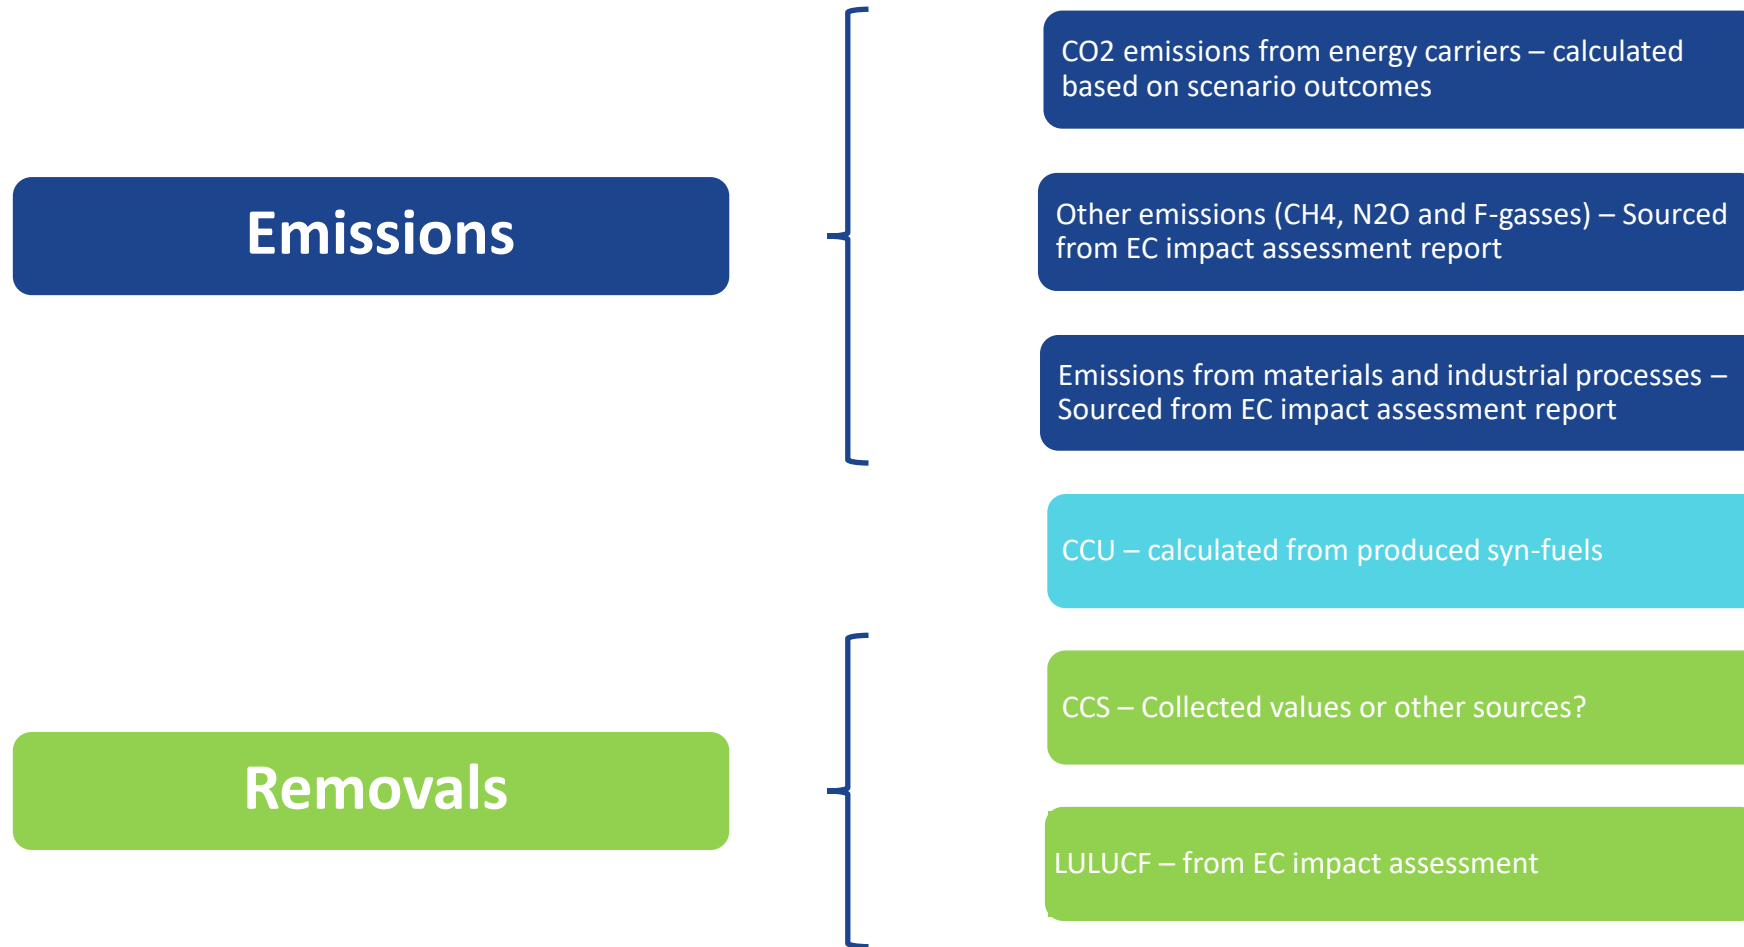 Emissions
CO2 emissions from energy carriers – calculated
based on scenario outcomes
Other emissions (CH4, N2O and F-gasses) – Sourced
from EC impact assessment report
Emissions from materials and industrial processes –
Sourced from EC impact assessment report
CCU – calculated from produced syn-fuels
Removals
CCS – Collected values or other sources?
LULUCF – from EC impact assessment